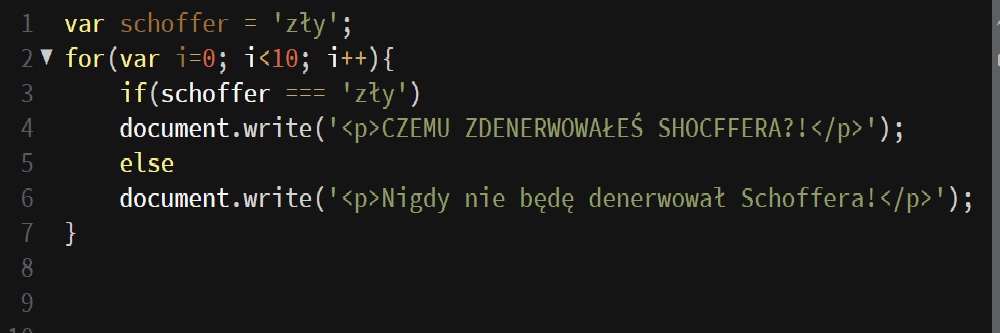 1 var schoffer = 'zły';
2 for(var i=0; i<10; i++){
3 if(schoffer === 'zły')
4 document.write('<p>CZEMU ZDENERWOWAŁEŚ SHOCFFERA?!</p>');
5 else
6 document.write('<p>Nigdy nie będę denerwował Schoffera!</p>');
7 }
8
9
10